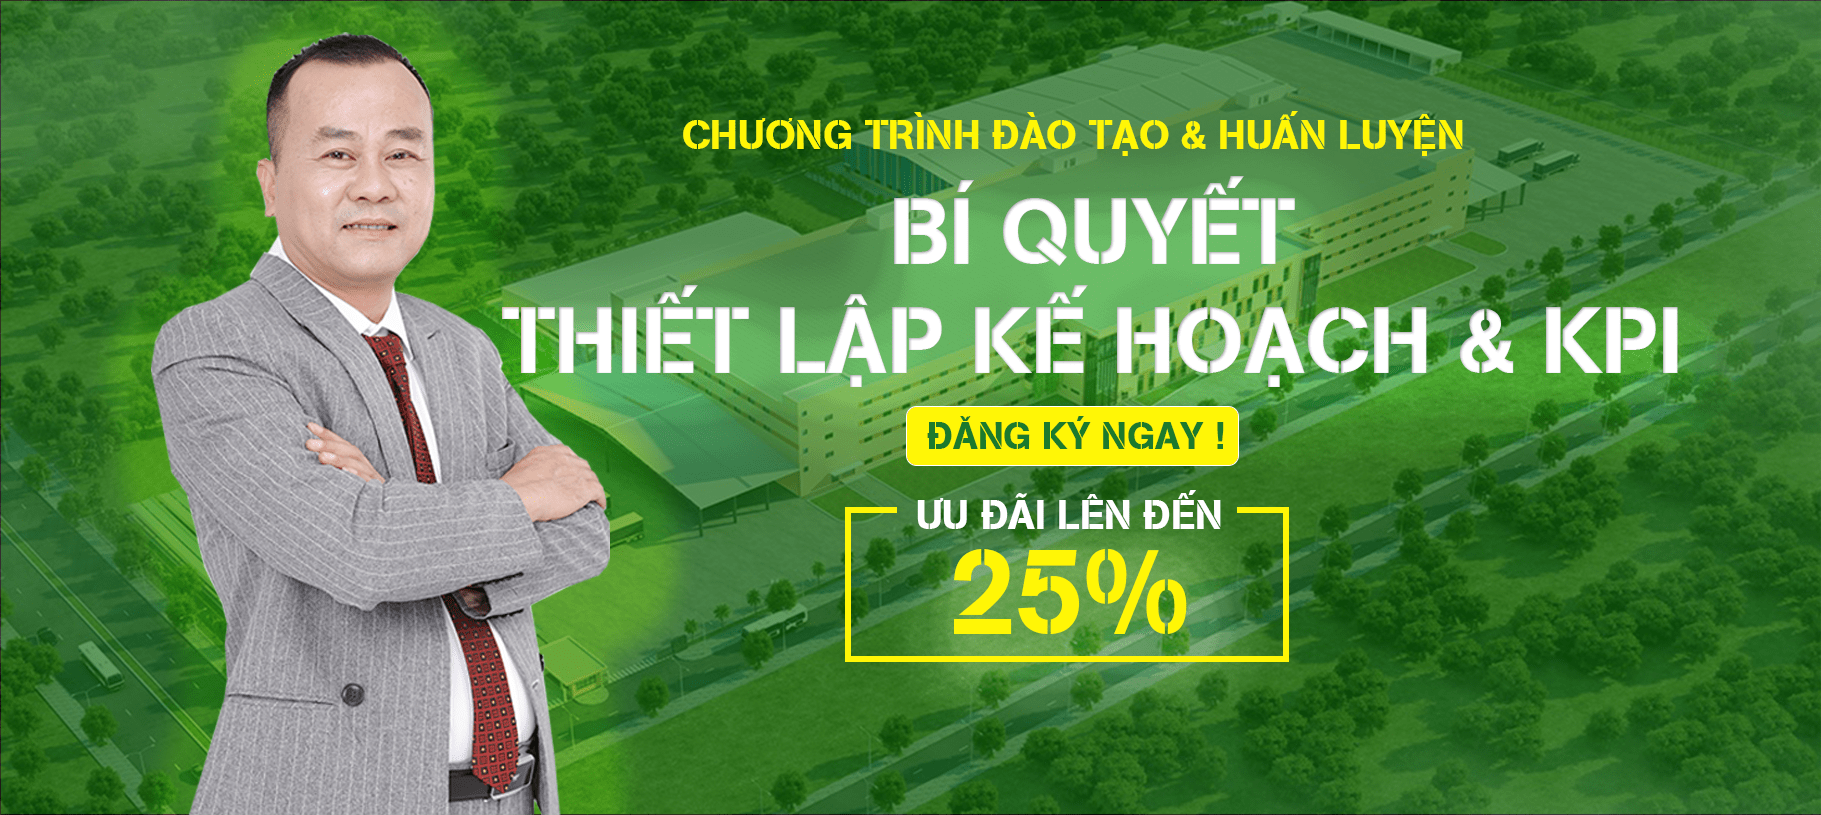 CHƯƠNG TRÌNH ĐÀO TẠO & HUẤN LUYỆN
BÍ QUYẾT
THIẾT LẬP KẾ HOẠCH & KPI
ĐĂNG KÝ NGAY !
ƯU ĐÃI LÊN ĐẾN
25%